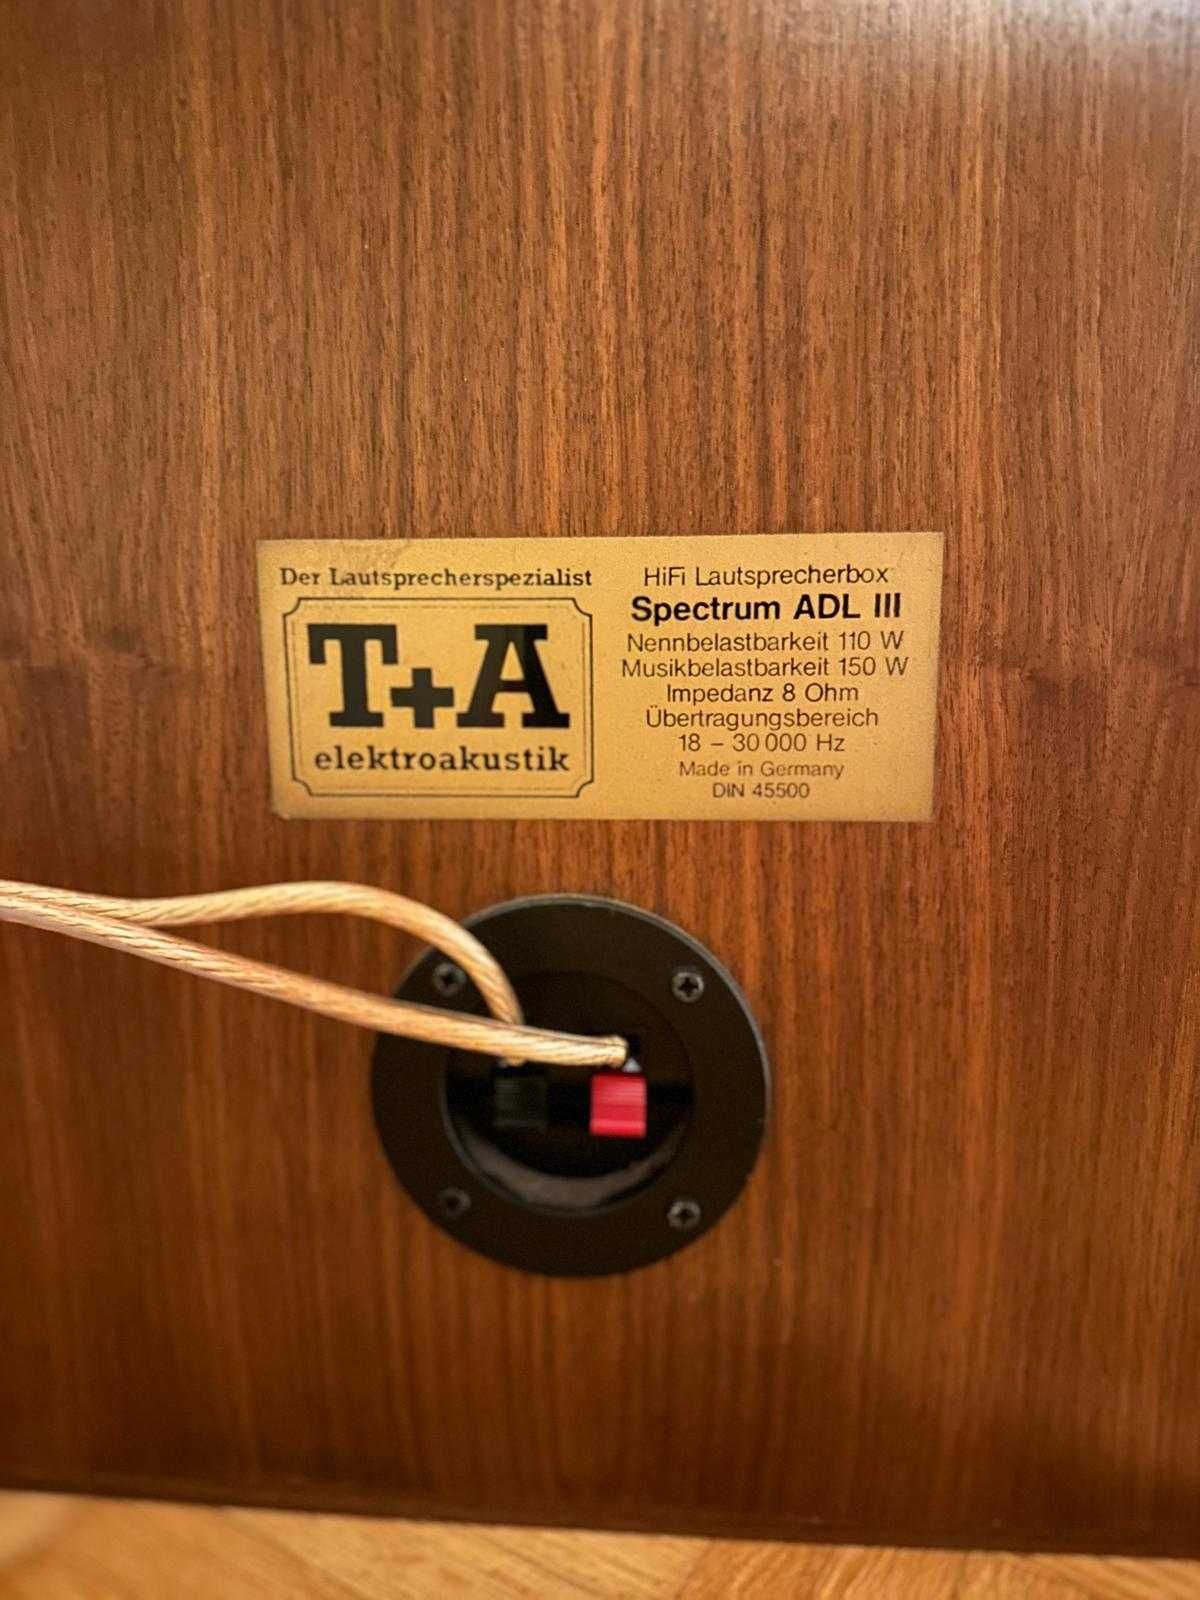 Der Lautsprecherspezialist
T+A
elektroakustik
HiFi Lautsprecherbox
Spectrum ADL III
Nennbelastbarkeit 110 W
Musikbelastbarkeit 150 W
Impedanz 8 Ohm
Übertragungsbereich
18 – 30 000 Hz
Made in Germany
DIN 45500